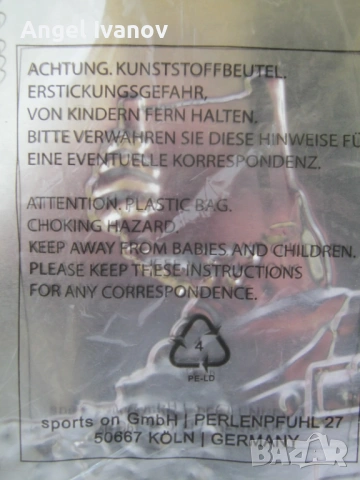 Angel Ivanov
ACHTUNG. KUNSTSTOFFBEUTEL.
ERSTICKUNGSGEFAHR,
VON KINDERN FERN HALTEN.
BITTE VERWAHREN SIE DIESE HINWEISE FÜ
EINE EVENTUELLE KORRESPONDENZ.
ATTENTION. PLASTIC BAG.
CHOKING HAZARD.
KEEP AWAY FROM BABIES AND CHILDREN.
PLEASE KEEP THESE INSTRUCTIONS
FOR ANY CORRESPONDENCE.
4
PE-LD
sports on GmbH | PERLENPFUHL 27
50667 KÖLN | GERMANY
BAZAR